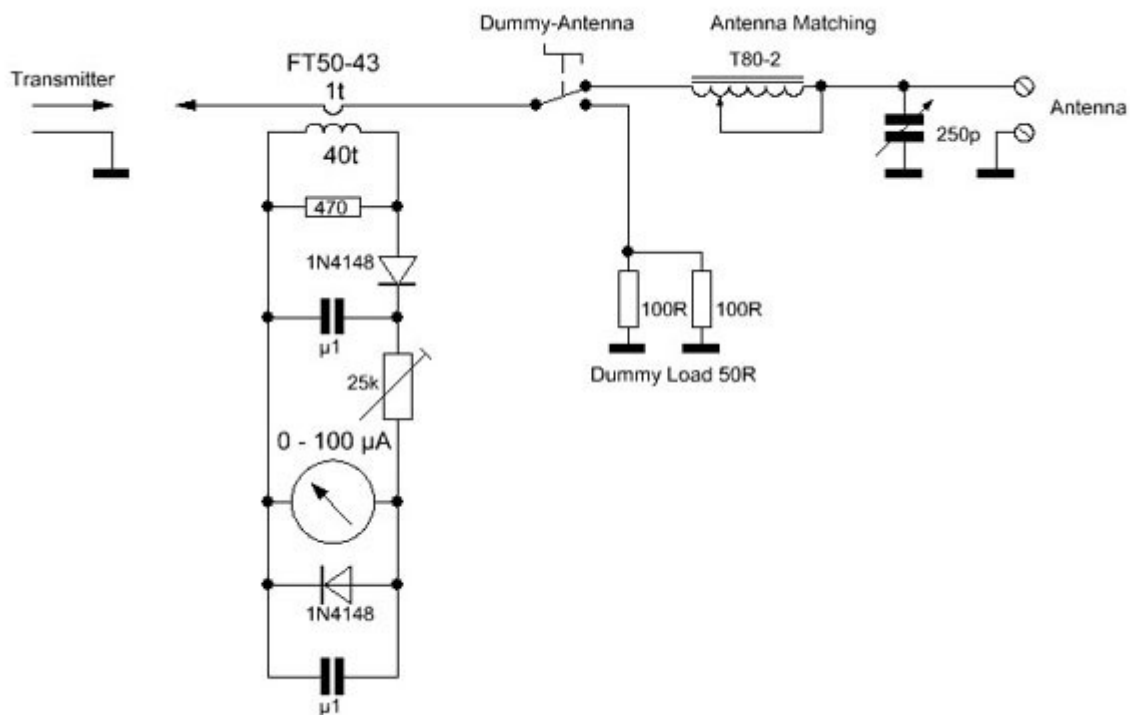 Dummy-Antenna
Antenna Matching
T80-2
Transmitter
FT50-43
1t
40t
250p
Antenna
470
1N4148
µ1
100R
100R
Dummy Load 50R
25k
0 - 100 µA
1N4148
µ1